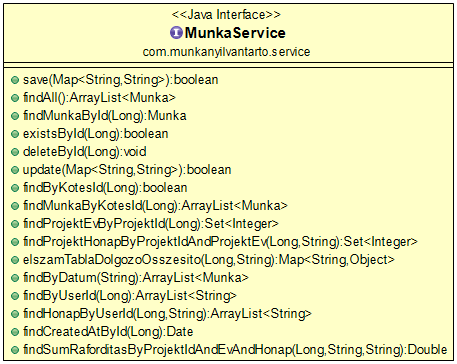 <<Java Interface>>
I MunkaService
com.munkanyilvantarto.service
save(Map<String,String>):boolean
findAll():ArrayList<Munka>
findMunkaById(Long):Munka
existsById(Long):boolean
deleteById(Long):void
update(Map<String,String>):boolean
findByKotesId(Long):boolean
findMunkaByKotesId(Long):ArrayList<Munka>
findProjektEvByProjektId(Long):Set<Integer>
findProjektHonapByProjektIdAndProjektEv(Long,String):Set<Integer>
elszamTablaDolgozoOsszesito(Long,String):Map<String,Object>
findByDatum(String):ArrayList<Munka>
findByUserId(Long):ArrayList<String>
findHonapByUserId(Long,String):ArrayList<String>
findCreatedAtById(Long):Date
findSumRaforditasByProjektIdAndEvAndHonap(Long,String,String):Double